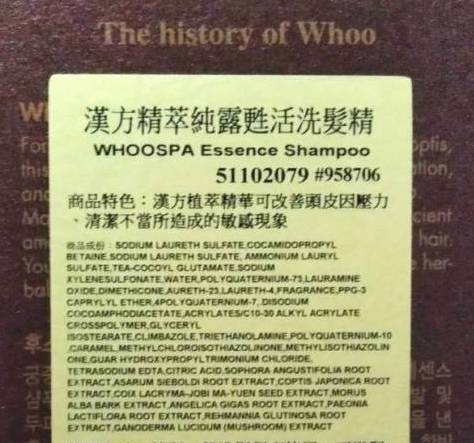 The history of Whoo
漢方精萃純露甦活洗髮精
WHOOSPA Essence Shampoo
51102079 #958706
商品特色：漢方植萃精華可改善頭皮因壓力
、清潔不當所造成的敏感現象
商品成份：SODIUM LAURETH SULFATE,COCAMIDOPROPYL
BETAINE,SODIUM LAURETH SULFATE, AMMONIUM LAURYL
SULFATE,TEA-COCOYL GLUTAMATE,SODIUM
XYLENESULFONATE,WATER,POLYQUATERNIUM-73,LAURAMINE
OXIDE,DIMETHICONE,AURETH-23,LAURETH-4,FRAGRANCE,PPG-3
CAPRYLYL ETHER,4POLYQUATERNIUM-7, DISODIUM
COCOAMPHODIACETATE,ACRYLATES/C10-30 ALKYL ACRYLATE
CROSSPOLYMER,GLYCERYL
ISOSTEARATE,CLIMBAZOLE,TRIETHANOLAMINE,POLYQUATERNIUM-10
,CARAMEL,METHYLCHLOROISOTHIAZOLINONE,METHYLISOTHIAZOLIN
ONE,GUAR HYDROXYPROPYLTRIMONIUM CHLORIDE,
TETRASODIUM EDTA,CITRIC ACID,SOPHORA ANGUSTIFOLIA ROOT
EXTRACT,ASARUM SIEBOLDI ROOT EXTRACT,COPTIS JAPONICA ROOT
EXTRACT,COIX LACRYMA-JOBI MA-YUEN SEED EXTRACT,MORUS
ALBA BARK EXTRACT,ANGELICA GIGAS ROOT EXTRACT,PAEONIA
LACTIFLORA ROOT EXTRACT,REHMANNIA GLUTINOSA ROOT
EXTRACT,GANODERMA LUCIDUM (MUSHROOM) EXTRACT